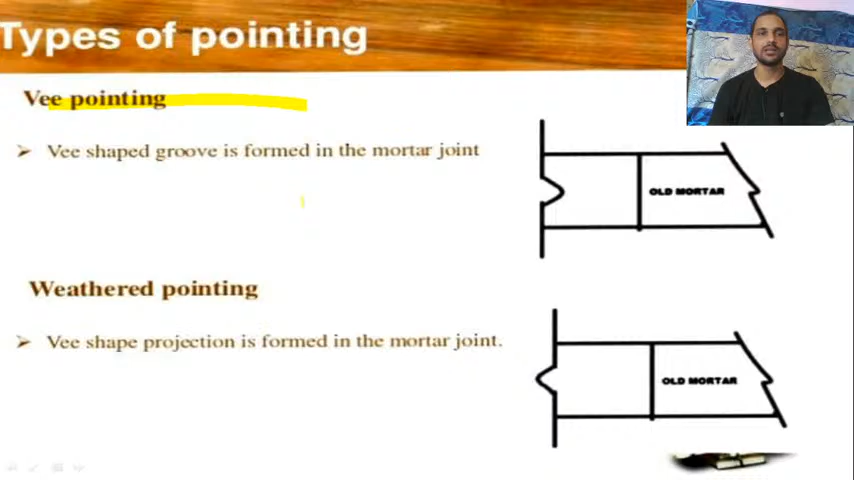 Types of pointing
Vee pointing
Vee shaped groove is formed in the mortar joint
OLD MORTAR
Weathered pointing
Vee shape projection is formed in the mortar joint.
OLD MORTAR